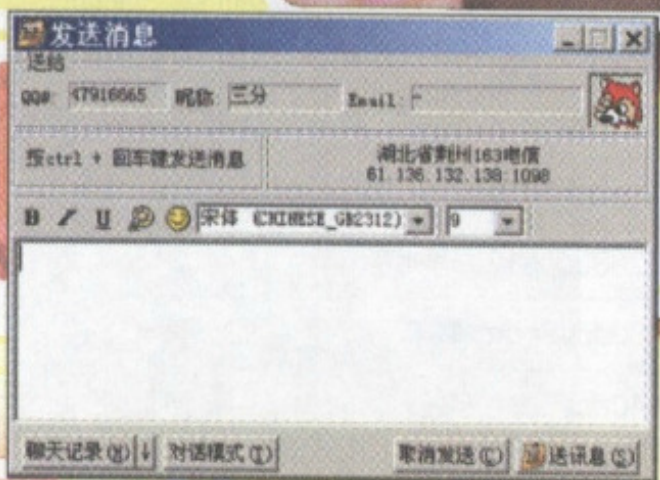 发送消息
送给
QQ# 47916665 昵称 三分 Email -
按ctrl + 回车键发送消息
湖北省荆州163电信
61.136.132.138:1098
B I U 宋体 (CHINESE_GB2312) 9
聊天记录(H) ↓ 对话模式(T) 取消发送(C) 送讯息(S)